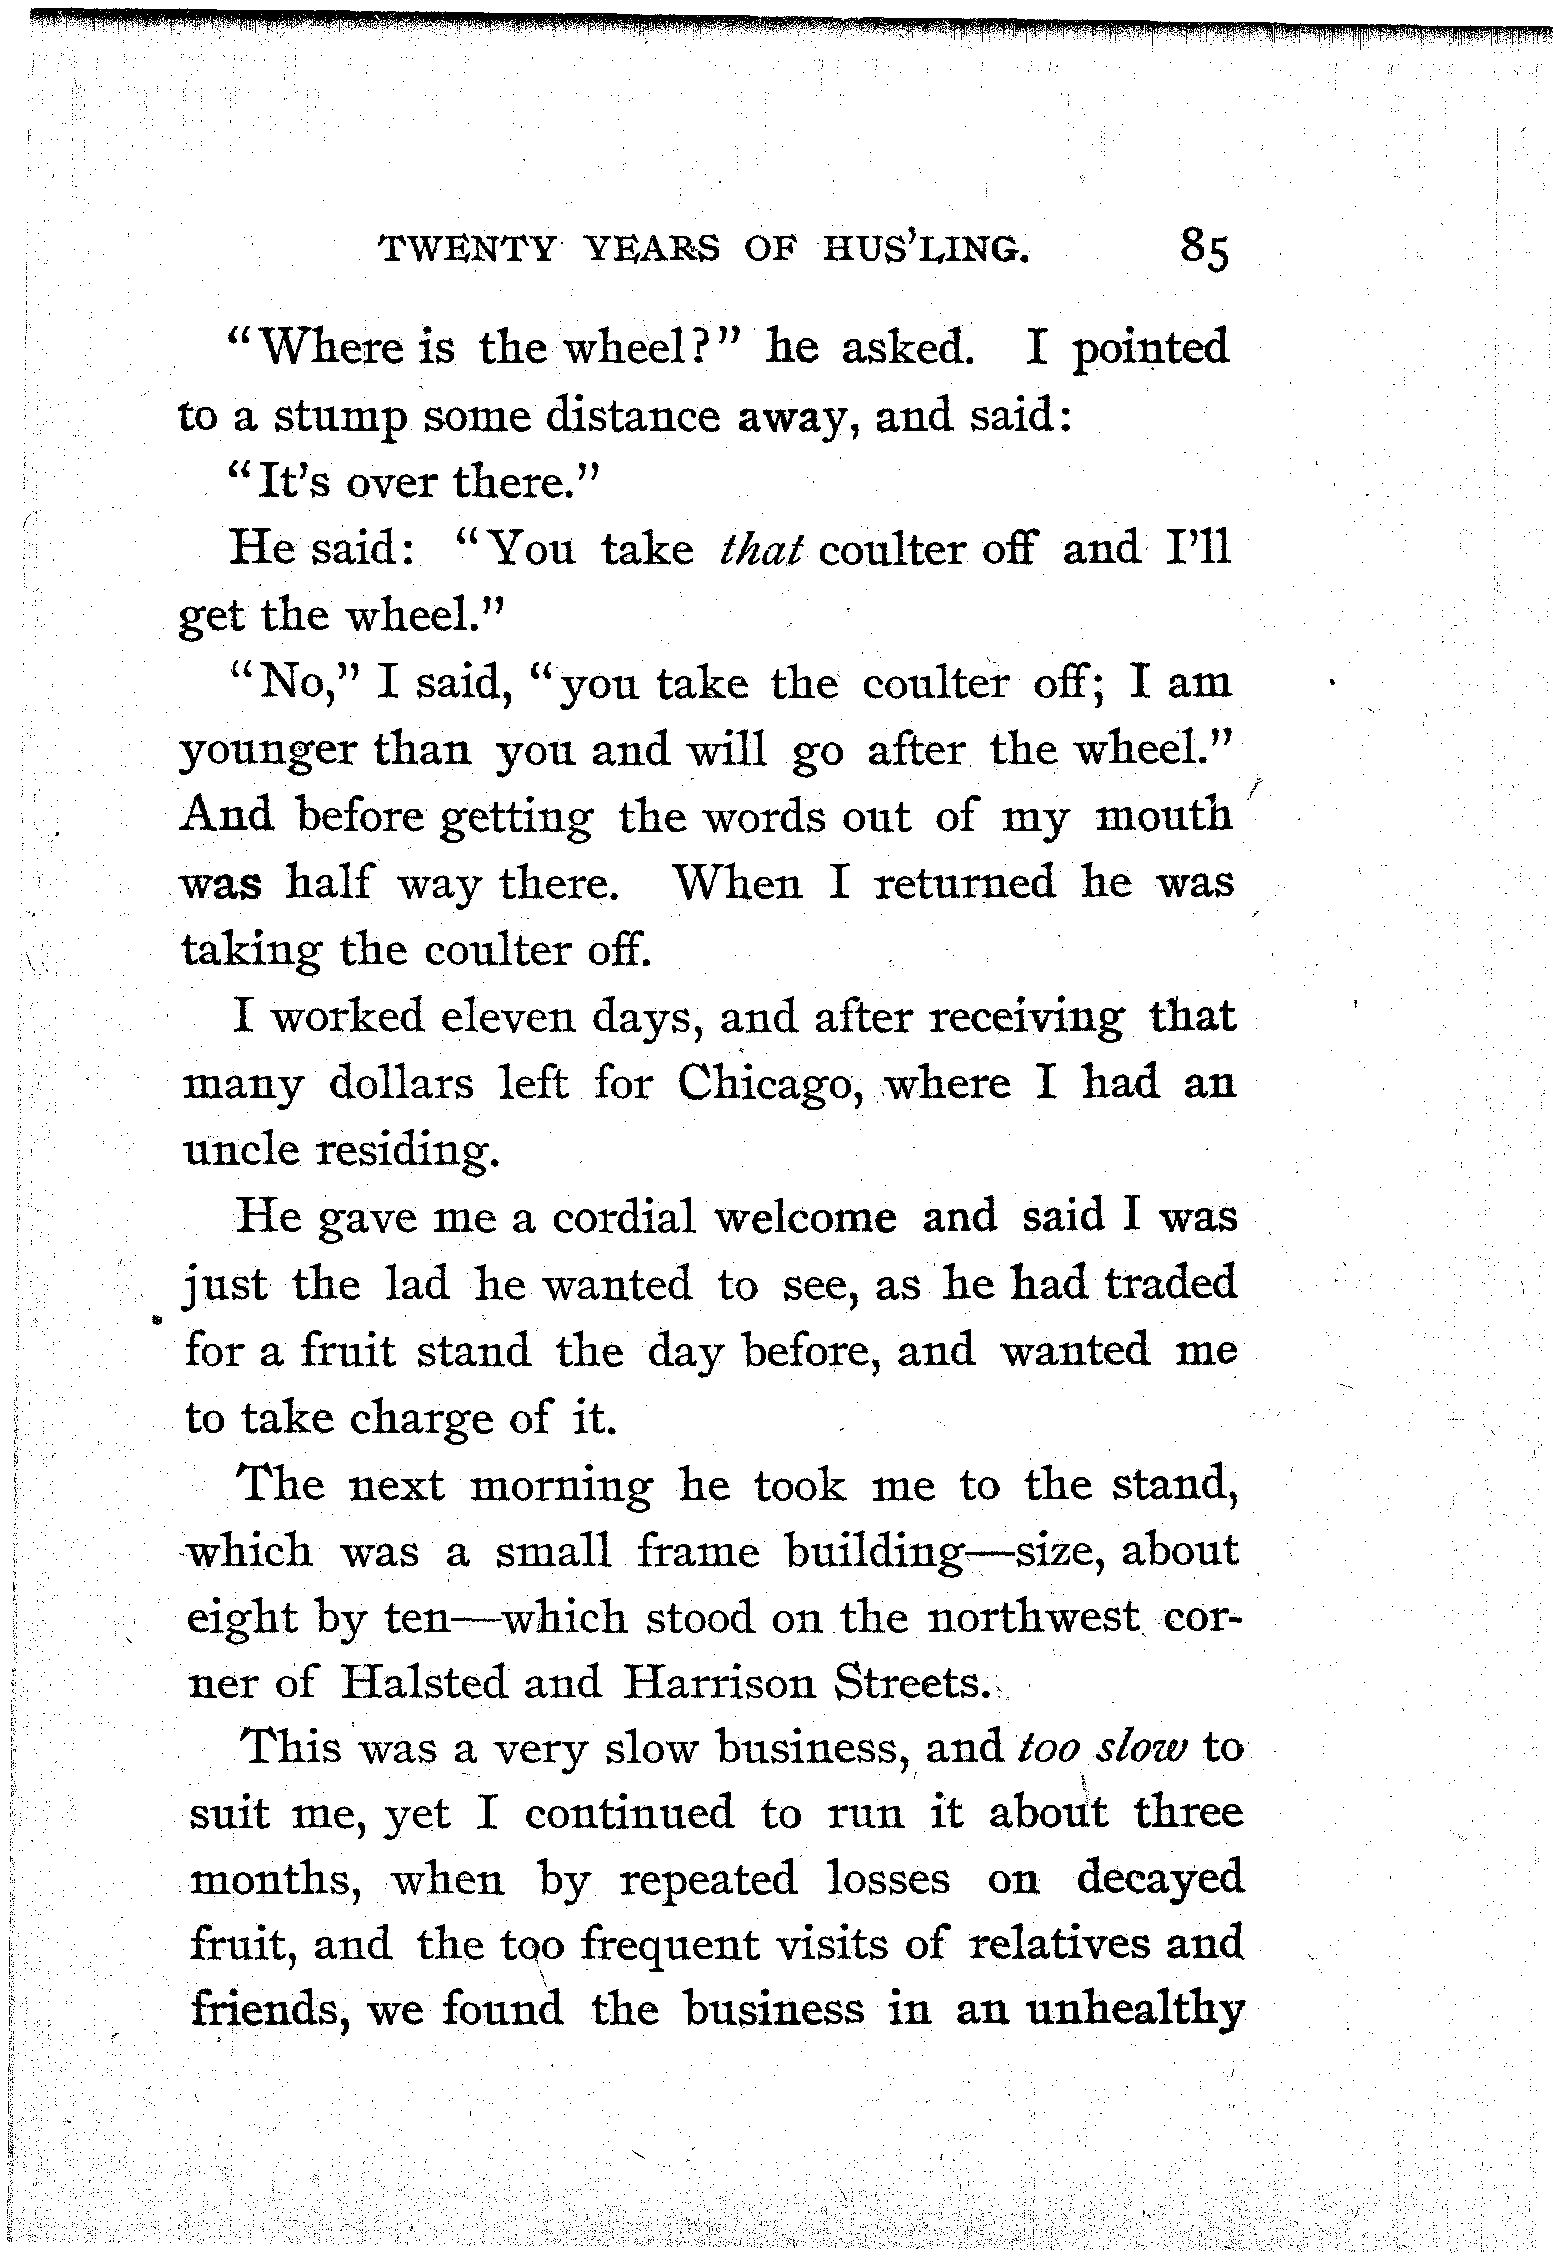 TWENTY YEARS OF HUS'LING. 85
“Where is the wheel?” he asked. I pointed
to a stump some distance away, and said:
“It's over there.”
He said: “You take that coulter off and I'll
get the wheel.”
“No,” I said, “you take the coulter off; I am
younger than you and will go after the wheel.”
And before getting the words out of my mouth
was half way there. When I returned he was
taking the coulter off.
I worked eleven days, and after receiving that
many dollars left for Chicago, where I had an
uncle residing.
He gave me a cordial welcome and said I was
just the lad he wanted to see, as he had traded
for a fruit stand the day before, and wanted me
to take charge of it.
The next morning he took me to the stand,
which was a small frame building—size, about
eight by ten—which stood on the northwest cor-
ner of Halsted and Harrison Streets.
This was a very slow business, and too slow to
suit me, yet I continued to run it about three
months, when by repeated losses on decayed
fruit, and the too frequent visits of relatives and
friends, we found the business in an unhealthy